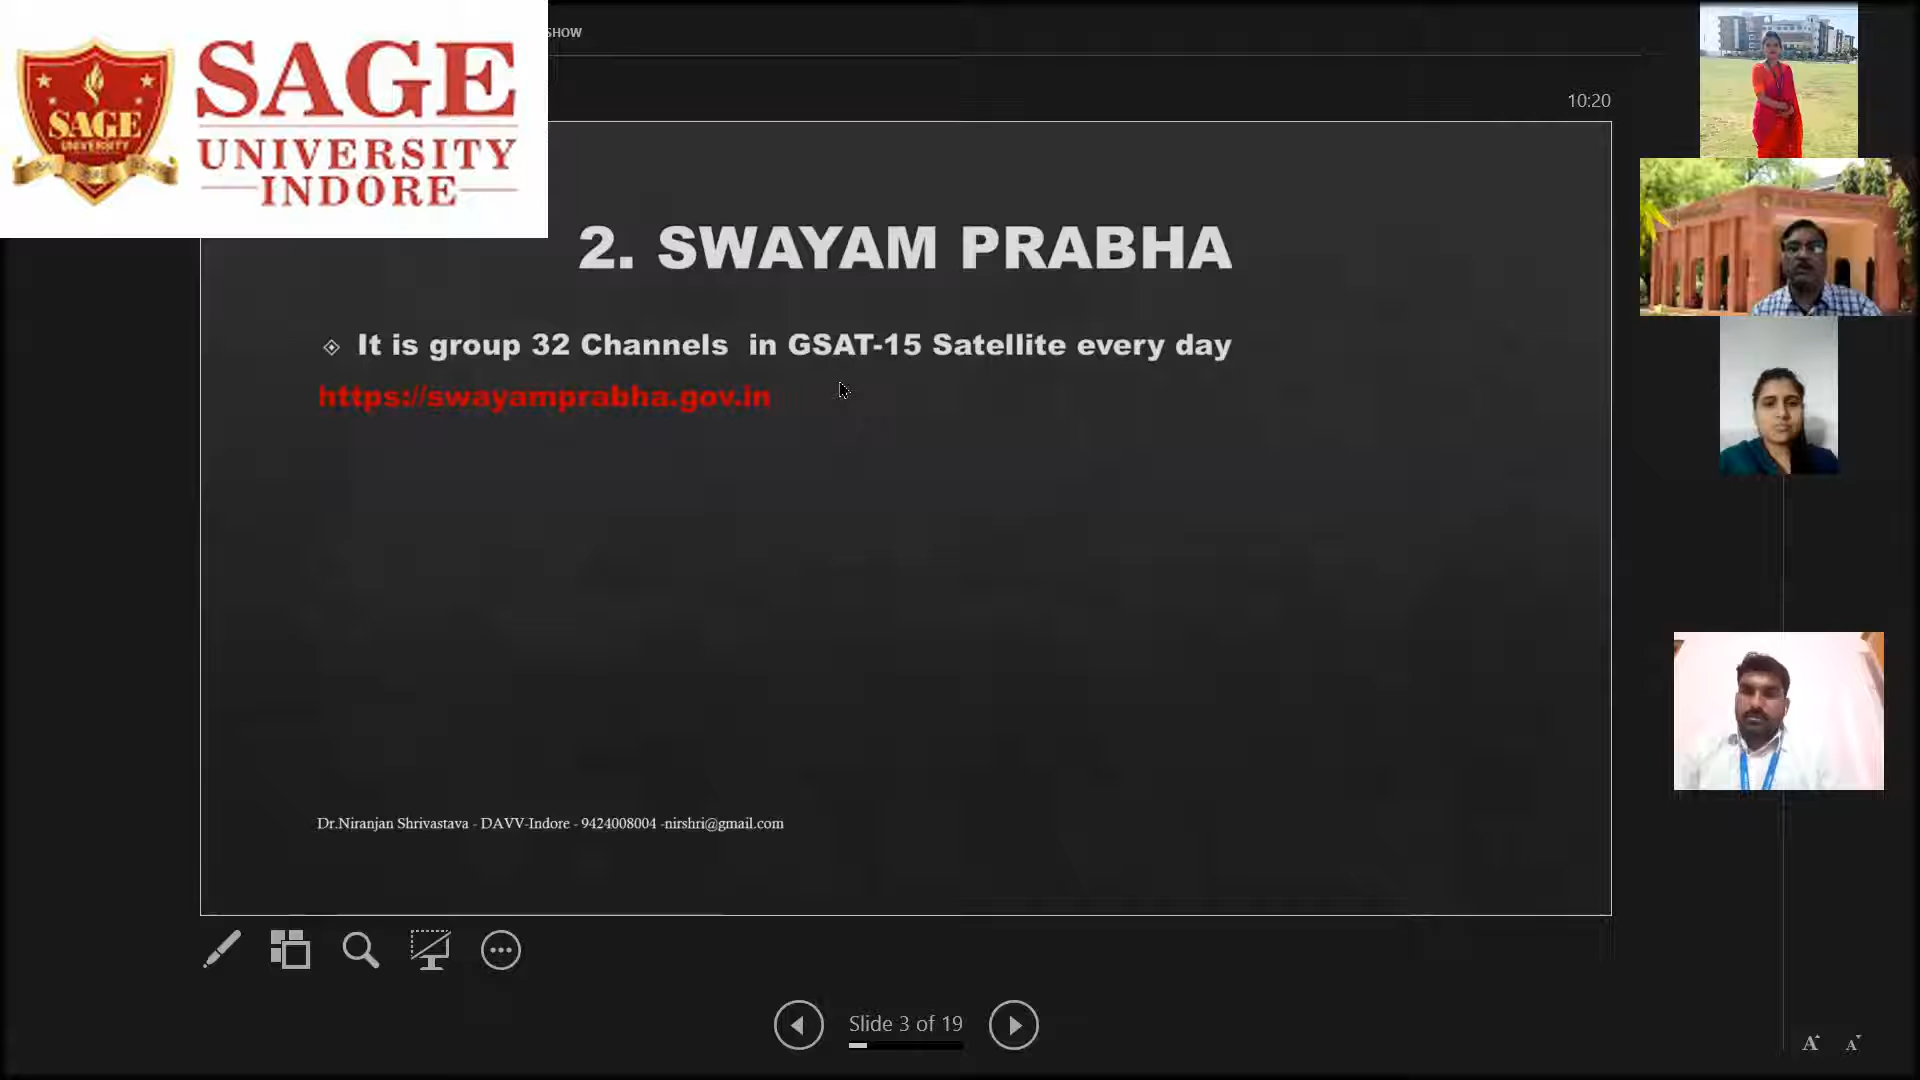 SAGE
UNIVERSITY
INDORE
SAGE
UNIVERSITY
SHOW
10:20
2. SWAYAM PRABHA
It is group 32 Channels in GSAT-15 Satellite every day
https://swayamprabha.gov.in
Dr.Niranjan Shrivastava - DAVV-Indore - 9424008004 -nirshri@gmail.com
Slide 3 of 19
A A